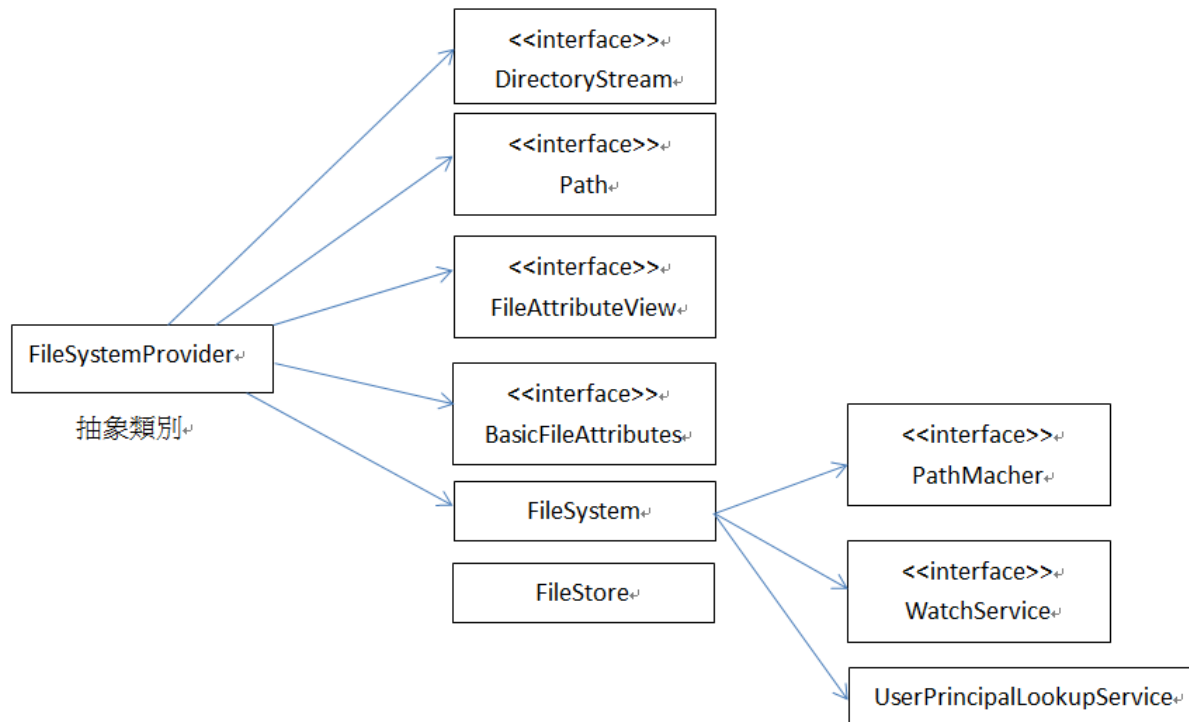 <<interface>>↵
DirectoryStream↵
<<interface>>↵
Path↵
<<interface>>↵
FileAttributeView↵
FileSystemProvider↵
抽象類別↵
<<interface>>↵
BasicFileAttributes↵
FileSystem↵
FileStore↵
<<interface>>↵
PathMacher↵
<<interface>>↵
WatchService↵
UserPrincipalLookupService↵